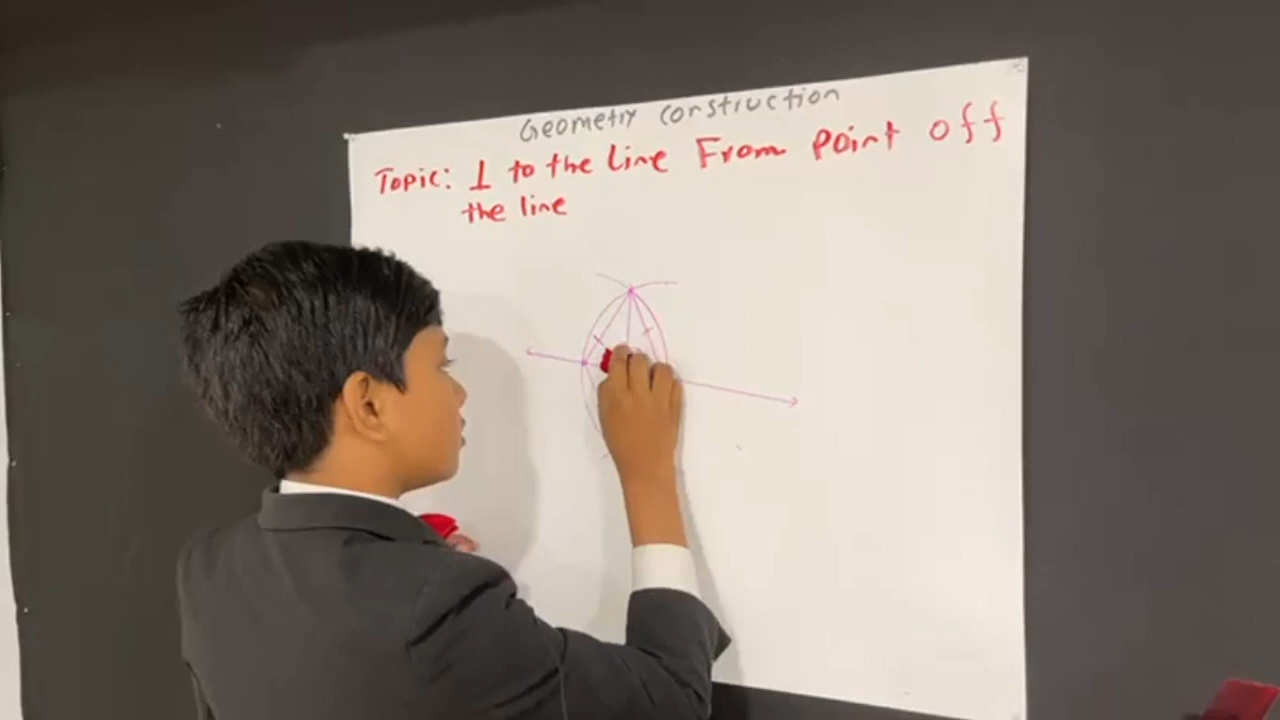 Geometry construction
Topic: ⊥ to the line From point off
the line